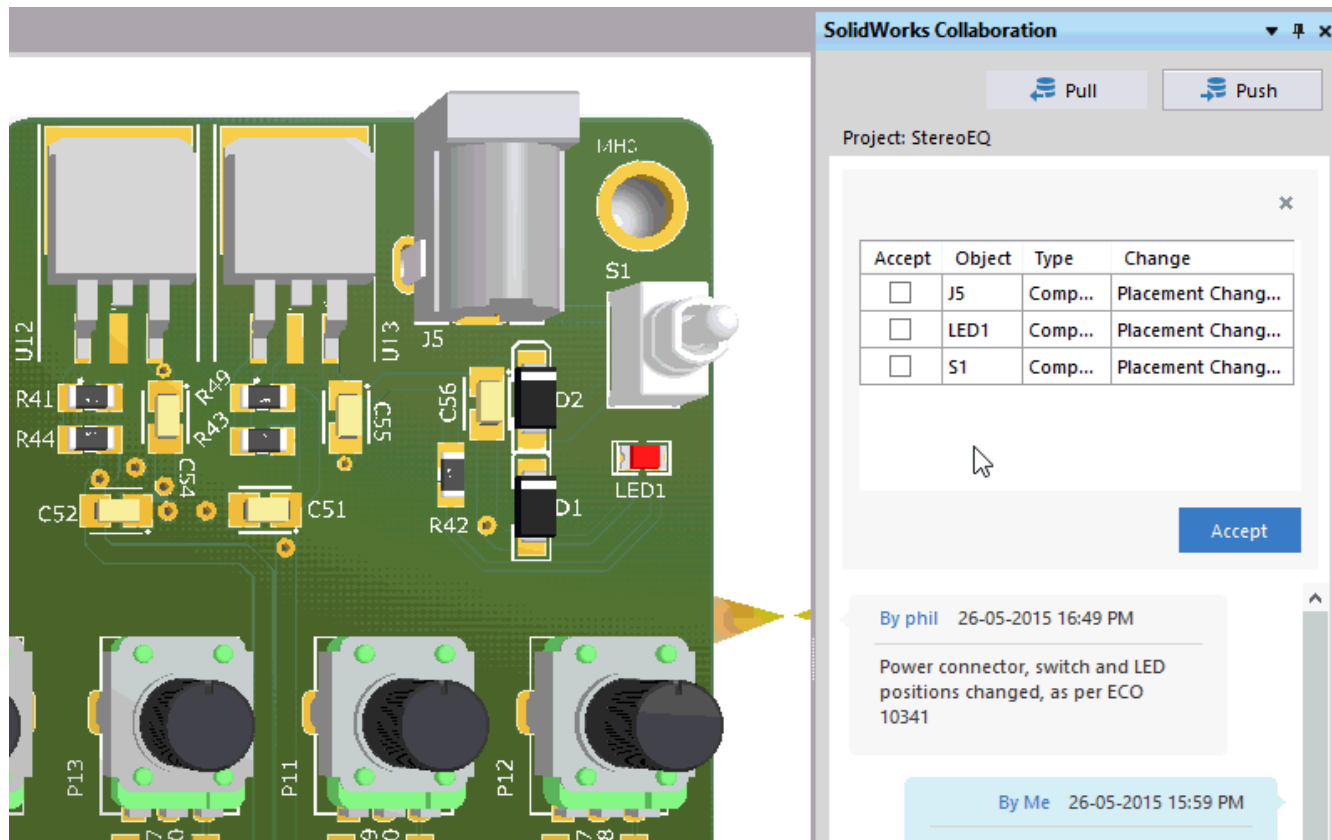 SolidWorks Collaboration
Pull
Push
Project: StereoEQ
Accept Object Type Change
J5 Comp... Placement Chang...
LED1 Comp... Placement Chang...
S1 Comp... Placement Chang...
Accept
By phil 26-05-2015 16:49 PM
Power connector, switch and LED
positions changed, as per ECO
10341
By Me 26-05-2015 15:59 PM
S1
J5
U12
U13
R41
R49
C56
D2
R44
R43
C55
C54
LED1
C52
C51
R42
D1
P13
P11
P12